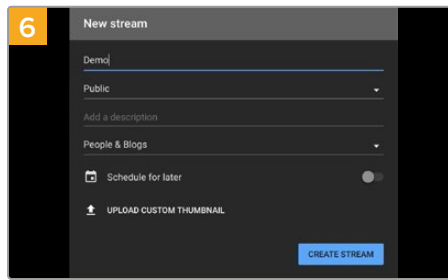 6
New stream
Demo
Public
Add a description
People & Blogs
Schedule for later
UPLOAD CUSTOM THUMBNAIL
CREATE STREAM